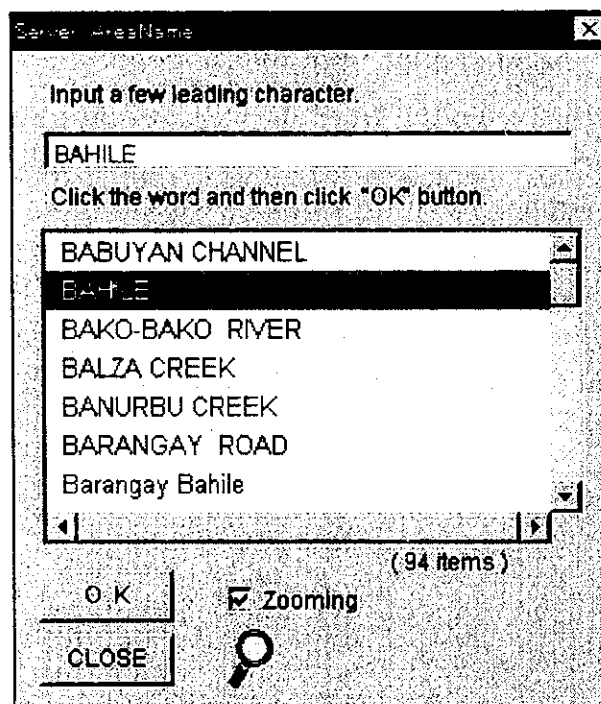 Server AreaName
Input a few leading character.
BAHILE
Click the word and then click "OK" button.
BABUYAN CHANNEL
BAHILE
BAKO-BAKO RIVER
BALZA CREEK
BANURBU CREEK
BARANGAY ROAD
Barangay Bahile
( 94 items )
O K
Zooming
CLOSE